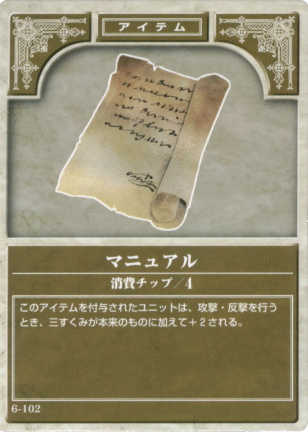 アイテム
マニュアル
消費チップ／4
このアイテムを付与されたユニットは、攻撃・反撃を行う
とき、三すくみが本来のものに加えて＋2される。
6-102